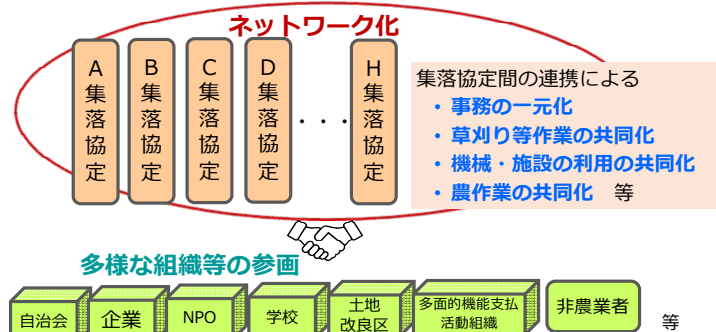 ネットワーク化
A集落協定
B集落協定
C集落協定
D集落協定
・・・
H集落協定
集落協定間の連携による
・事務の一元化
・草刈り等作業の共同化
・機械・施設の利用の共同化
・農作業の共同化　等
多様な組織等の参画
自治会
企業
NPO
学校
土地
改良区
多面的機能支払
活動組織
非農業者
等